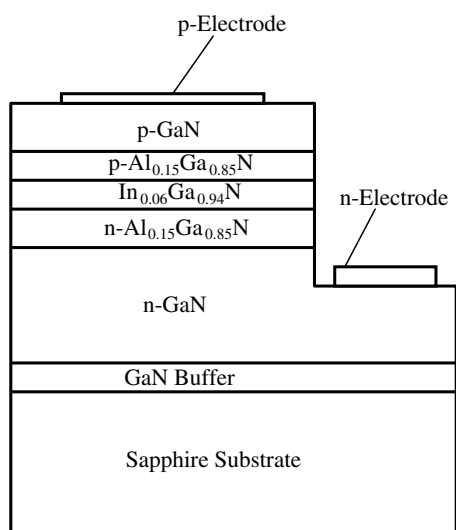 p-Electrode
p-GaN
p-Al₀.₁₅Ga₀.₈₅N
In₀.₀₆Ga₀.₉₄N
n-Electrode
n-Al₀.₁₅Ga₀.₈₅N
n-GaN
GaN Buffer
Sapphire Substrate